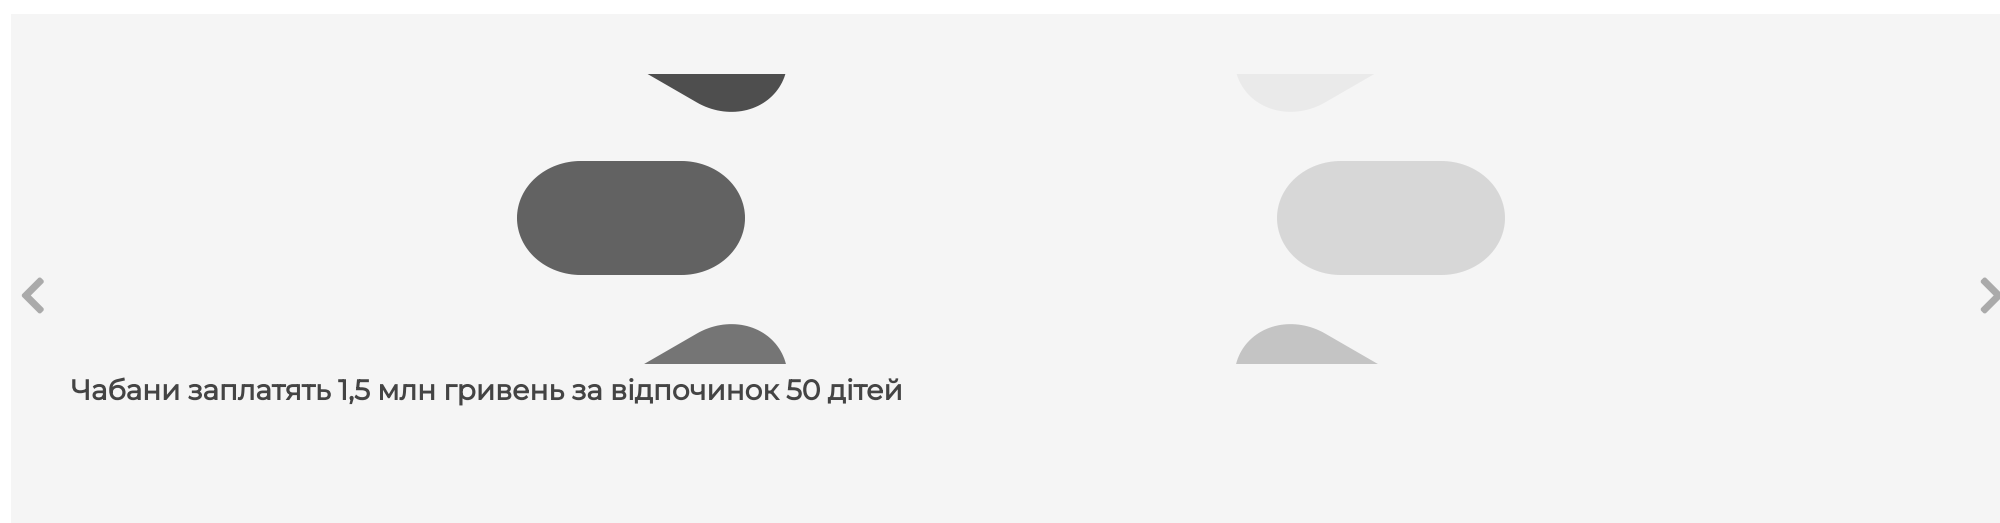 Чабани заплатять 1,5 млн гривень за відпочинок 50 дітей